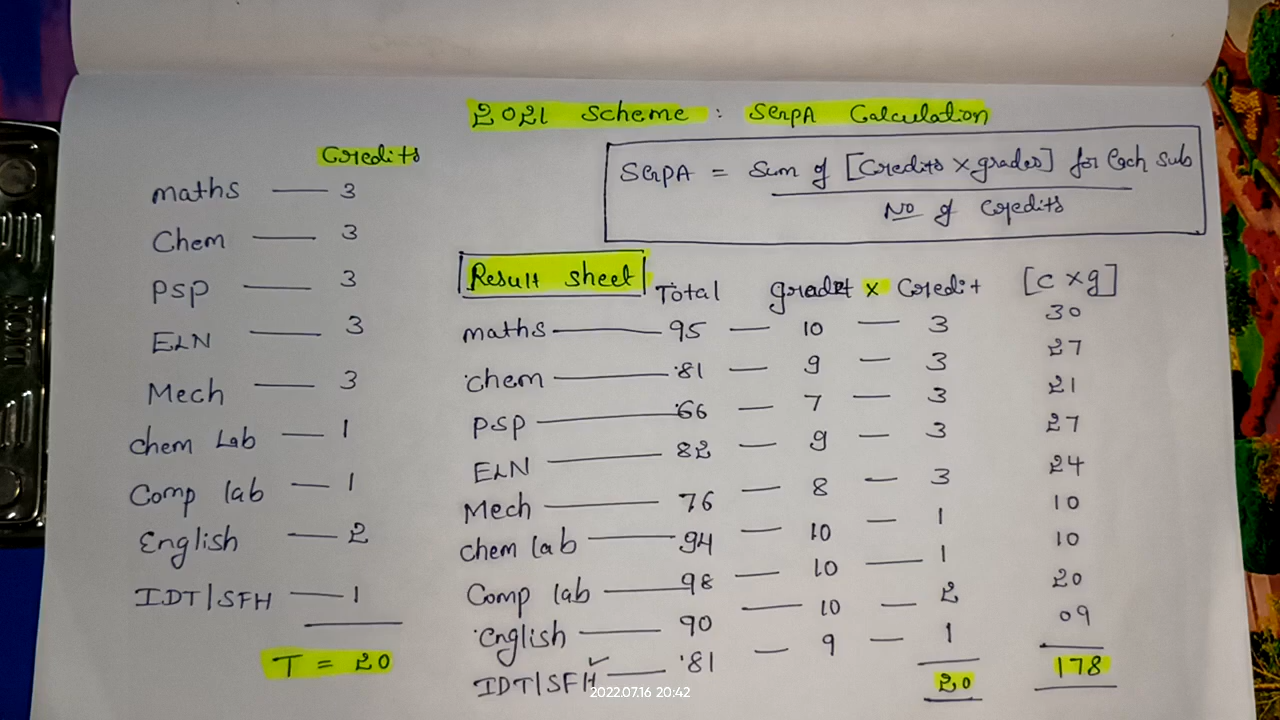 2021 Scheme : SGPA Calculation
Credits
maths — 3
Chem — 3
PSP — 3
ELN — 3
Mech — 3
chem Lab — 1
Comp lab — 1
English — 2
IDT/SFH — 1
T = 20
SGPA = Sum of [Credits x grades] for Each Sub
No of Credits
Result sheet Total grade x Credit [C x g]
maths — 95 — 10 — 3 30
chem — 81 — 9 — 3 27
PSP — 66 — 7 — 3 21
ELN — 82 — 9 — 3 27
Mech — 76 — 8 — 3 24
chem lab — 94 — 10 — 1 10
Comp lab — 98 — 10 — 1 10
English — 90 — 10 — 2 20
IDT/SFH — 81 — 9 — 1 09
20 178
2022.07.16 20:42